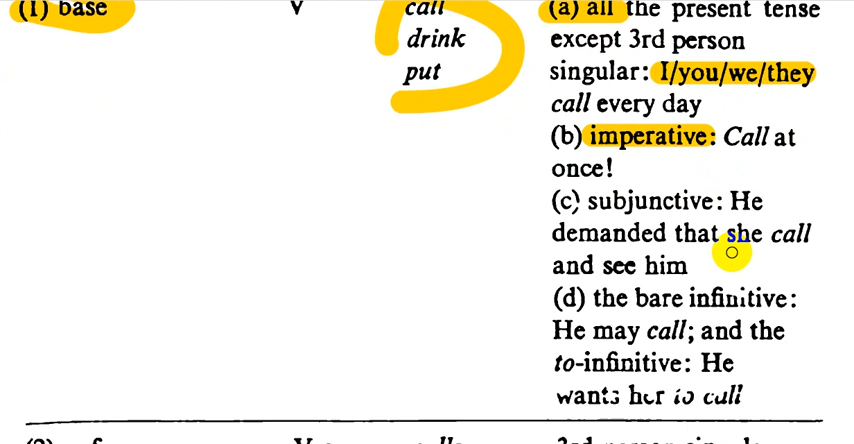 (1) base V call (a) all the present tense
drink except 3rd person
put singular: I/you/we/they
call every day
(b) imperative: Call at
once!
(c) subjunctive: He
demanded that she call
and see him
(d) the bare infinitive:
He may call; and the
to-infinitive: He
wants her to call